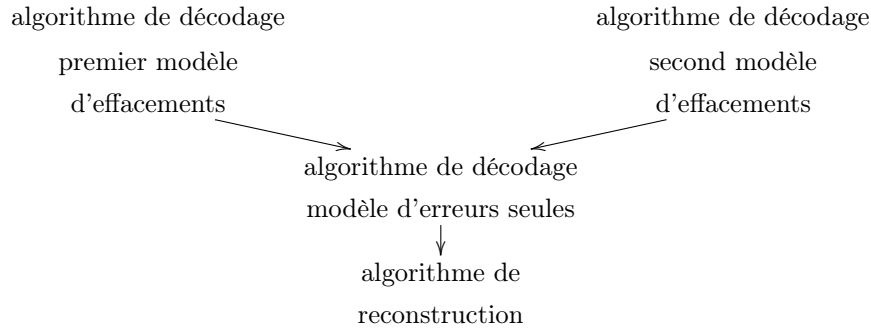 algorithme de décodage
premier modèle
d'effacements
algorithme de décodage
second modèle
d'effacements
algorithme de décodage
modèle d'erreurs seules
algorithme de
reconstruction